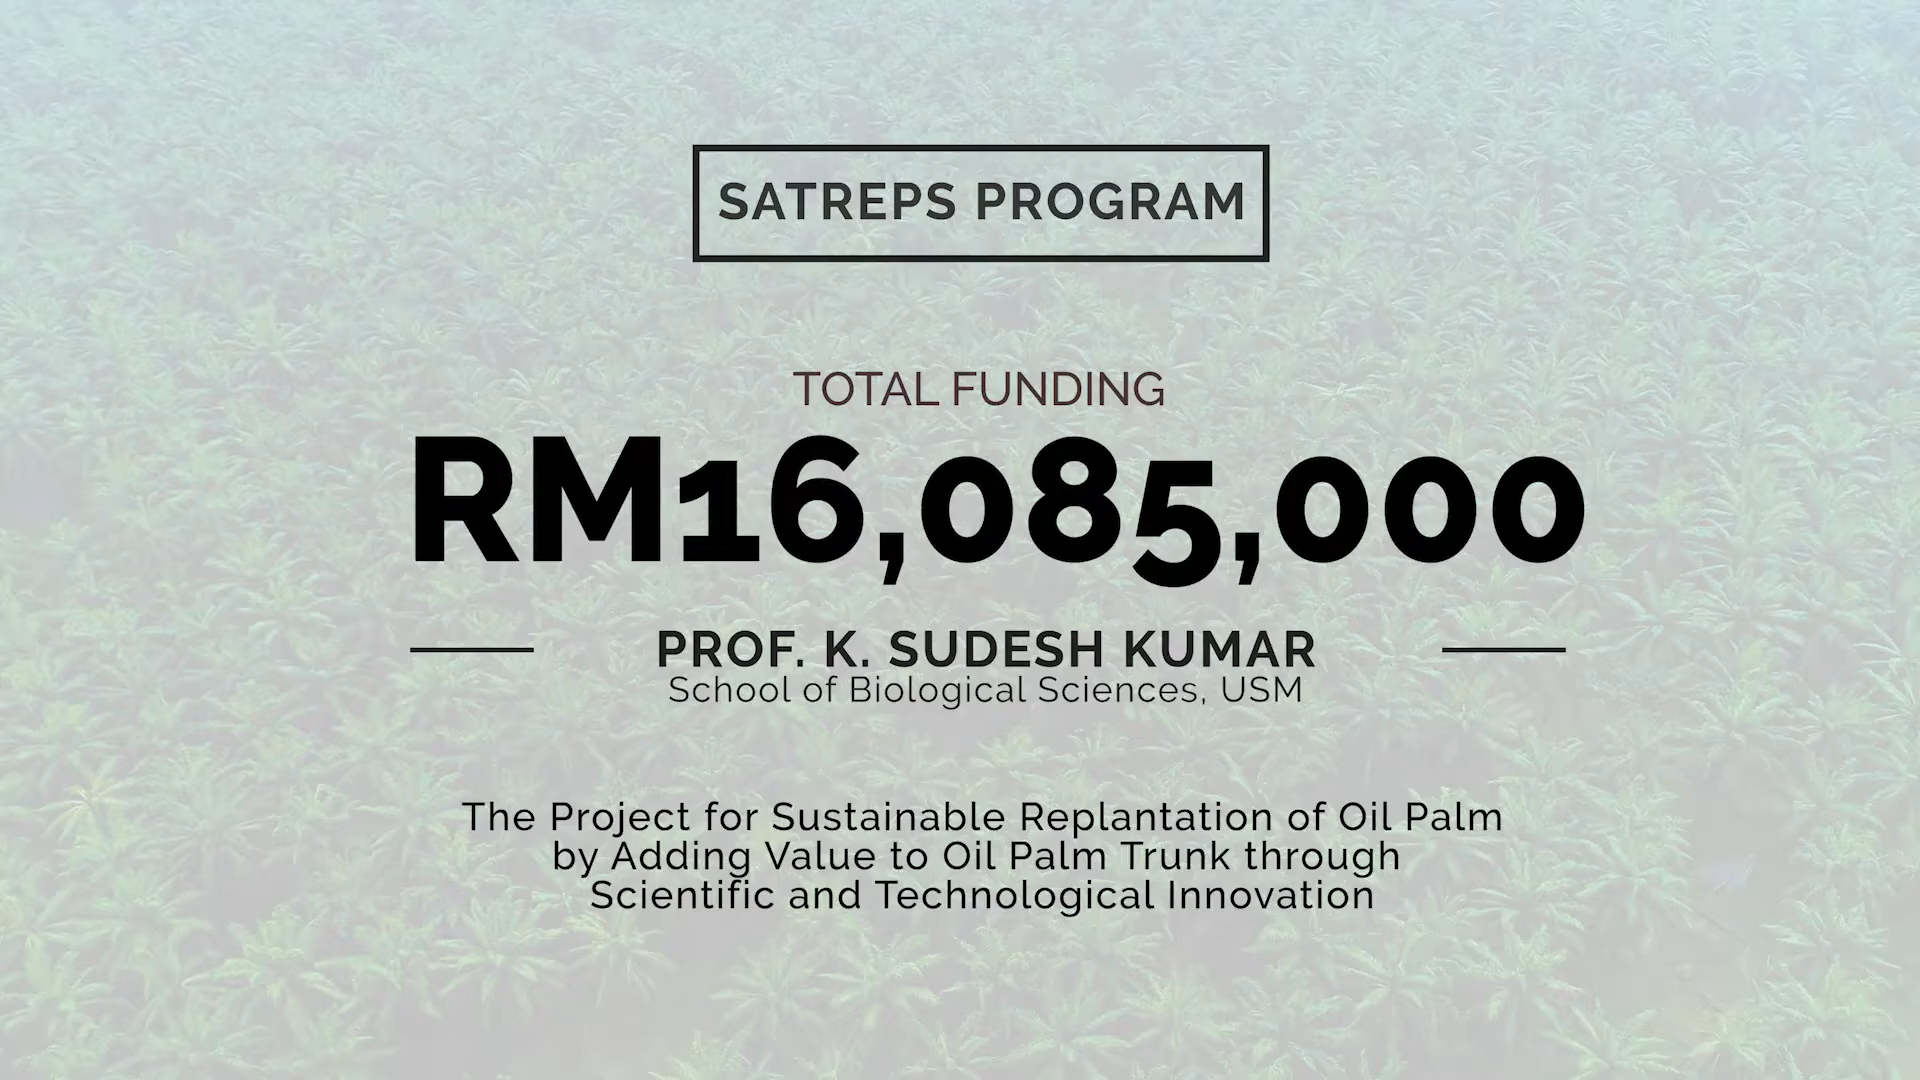 SATREPS PROGRAM
TOTAL FUNDING
RM16,085,000
PROF. K. SUDESH KUMAR
School of Biological Sciences, USM
The Project for Sustainable Replantation of Oil Palm
by Adding Value to Oil Palm Trunk through
Scientific and Technological Innovation